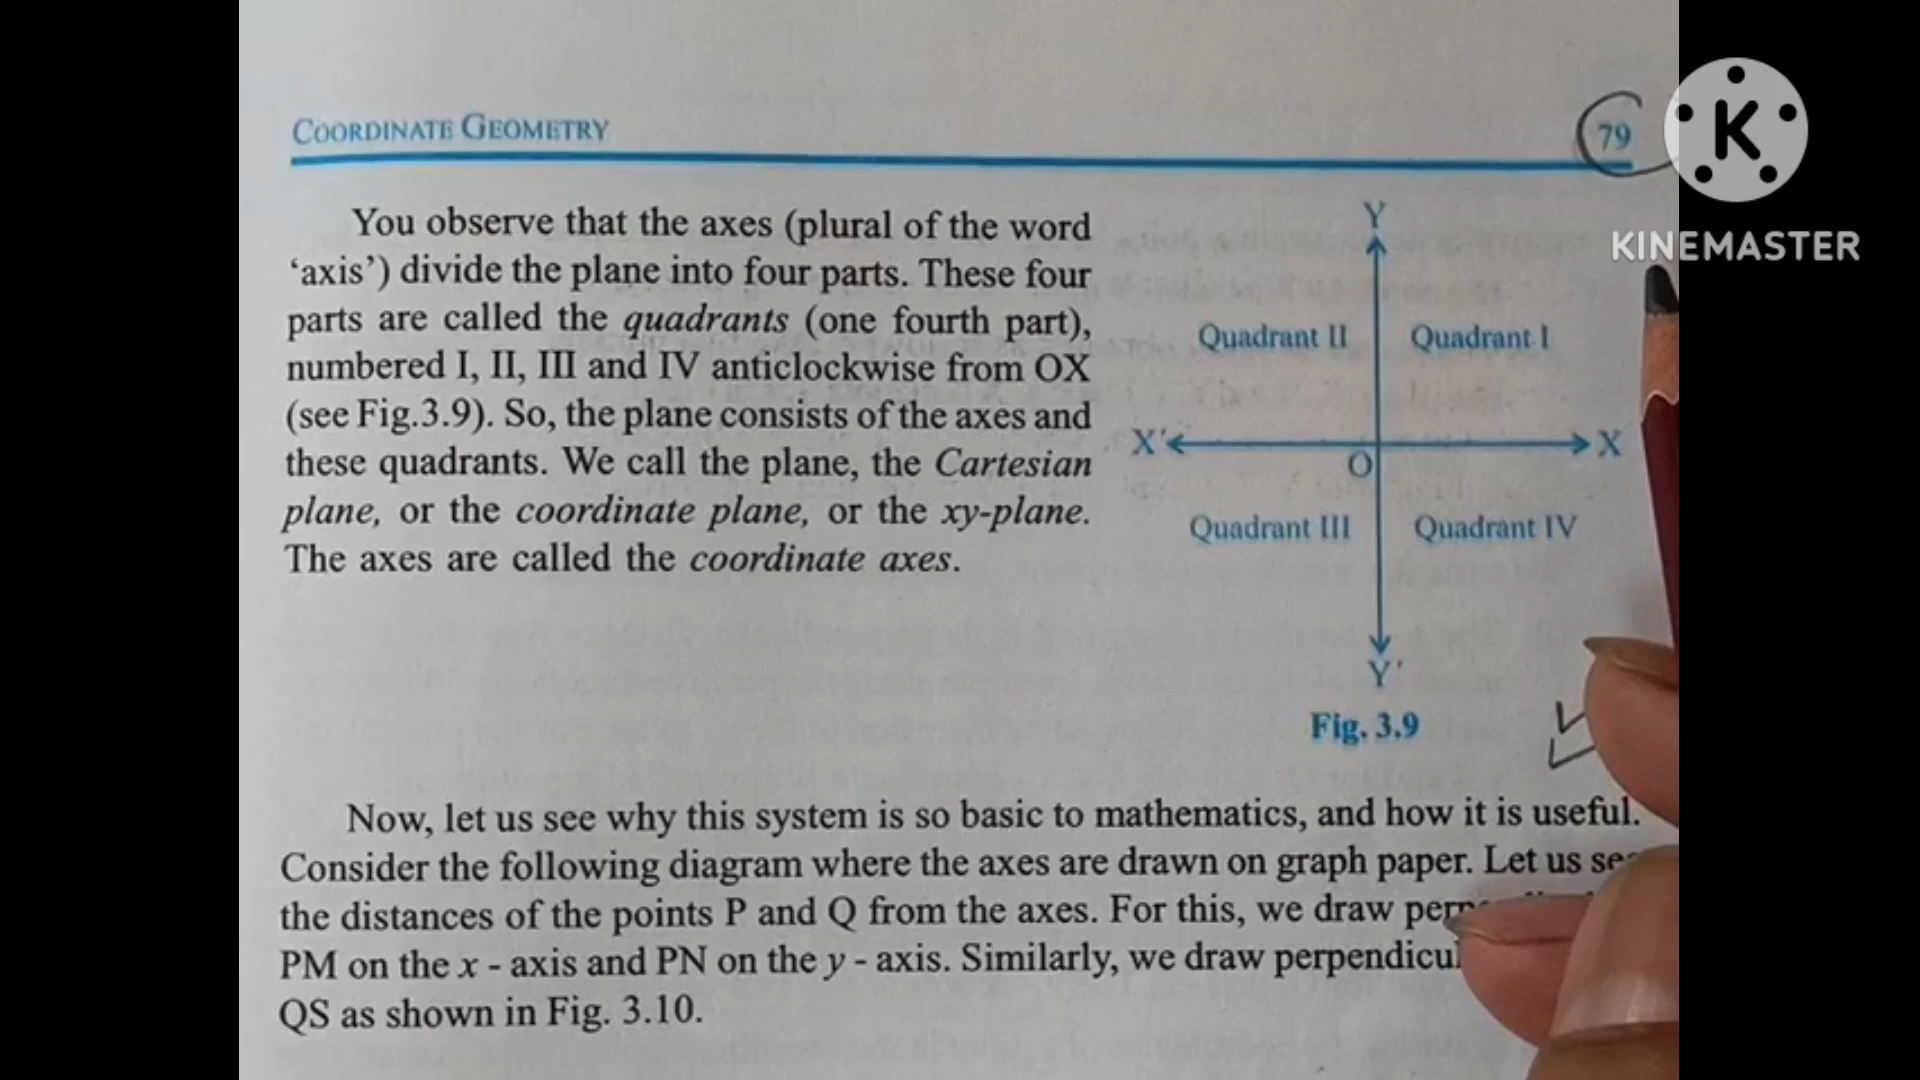 COORDINATE GEOMETRY
79
K
KINEMASTER
You observe that the axes (plural of the word
‘axis’) divide the plane into four parts. These four
parts are called the quadrants (one fourth part),
numbered I, II, III and IV anticlockwise from OX
(see Fig.3.9). So, the plane consists of the axes and
these quadrants. We call the plane, the Cartesian
plane, or the coordinate plane, or the xy-plane.
The axes are called the coordinate axes.
Y
Quadrant II
Quadrant I
X'
X
O
Quadrant III
Quadrant IV
Y'
Fig. 3.9
Now, let us see why this system is so basic to mathematics, and how it is useful.
Consider the following diagram where the axes are drawn on graph paper. Let us
the distances of the points P and Q from the axes. For this, we draw
PM on the x - axis and PN on the y - axis. Similarly, we draw
QS as shown in Fig. 3.10.